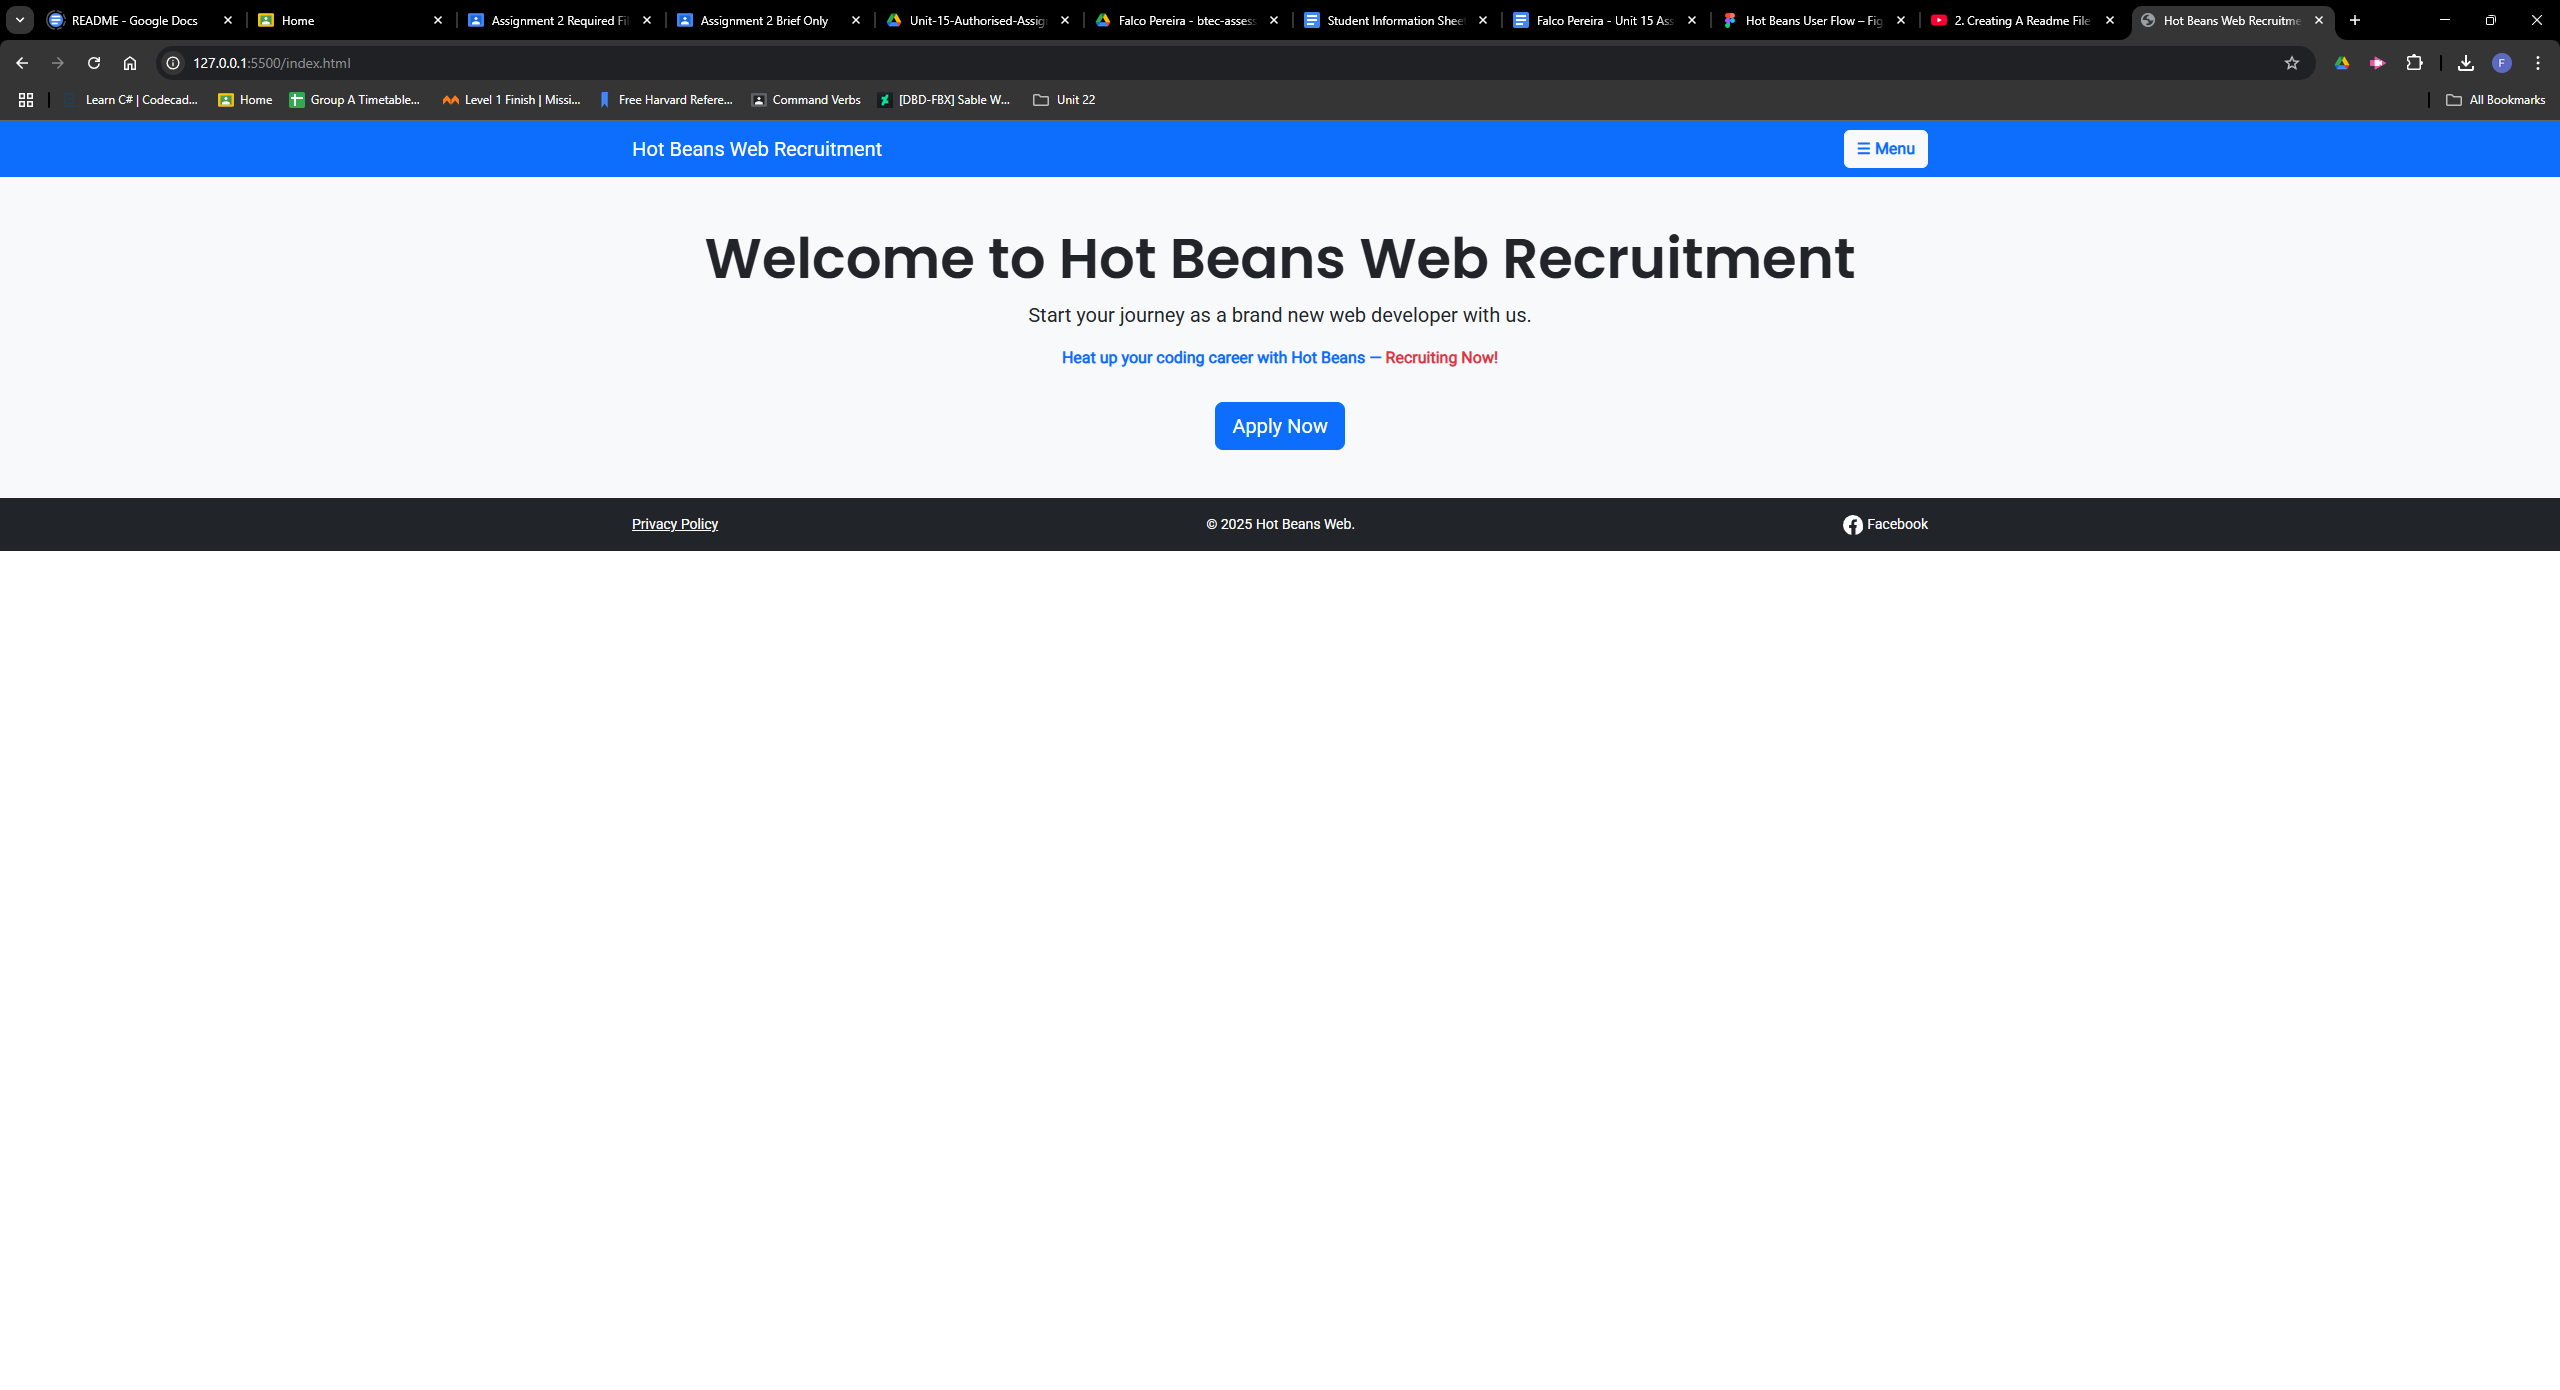 README - Google Docs
Home
Assignment 2 Required Fi
Assignment 2 Brief Only
Unit-15-Authorised-Assig
Falco Pereira - btec-assess
Student Information Shee
Falco Pereira - Unit 15 Ass
Hot Beans User Flow – Fig
2. Creating A Readme File
Hot Beans Web Recruitme
127.0.0.1:5500/index.html
F
Learn C# | Codecad...
Home
Group A Timetable...
Level 1 Finish | Missi...
Free Harvard Refere...
Command Verbs
[DBD-FBX] Sable W...
Unit 22
All Bookmarks
Hot Beans Web Recruitment
☰ Menu
Welcome to Hot Beans Web Recruitment
Start your journey as a brand new web developer with us.
Heat up your coding career with Hot Beans — Recruiting Now!
Apply Now
Privacy Policy
© 2025 Hot Beans Web.
Facebook